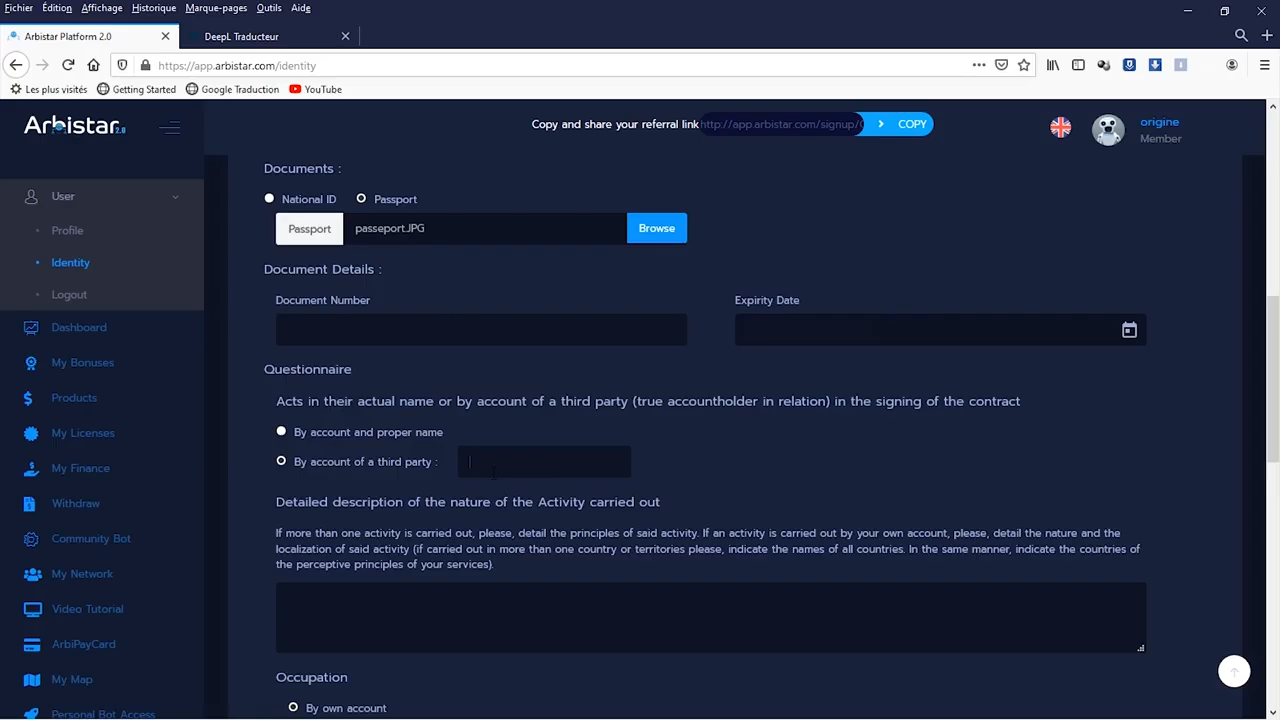 Fichier Édition Affichage Historique Marque-pages Outils Aide
Arbistar Platform 2.0
DeepL Traducteur
https://app.arbistar.com/identity
Les plus visités Getting Started Google Traduction YouTube
Arbistar 2.0
Copy and share your referral link http://app.arbistar.com/signup/ COPY
origine
Member
User
Profile
Identity
Logout
Dashboard
My Bonuses
Products
My Licenses
My Finance
Withdraw
Community Bot
My Network
Video Tutorial
ArbiPayCard
My Map
Personal Bot Access
Documents :
National ID Passport
Passport passeport.JPG Browse
Document Details :
Document Number Expirity Date
Questionnaire
Acts in their actual name or by account of a third party (true accountholder in relation) in the signing of the contract
By account and proper name
By account of a third party :
Detailed description of the nature of the Activity carried out
If more than one activity is carried out, please, detail the principles of said activity. If an activity is carried out by your own account, please, detail the nature and the
localization of said activity (if carried out in more than one country or territories please, indicate the names of all countries. In the same manner, indicate the countries of
the perceptive principles of your services).
Occupation
By own account